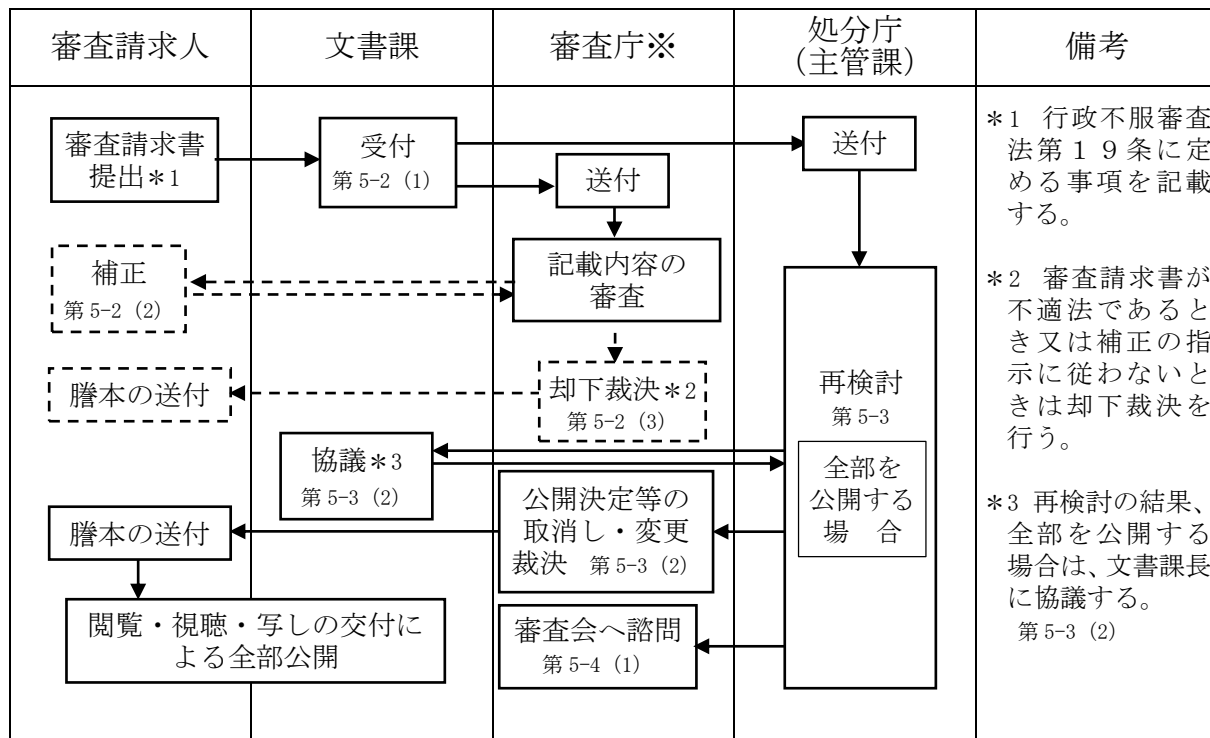 審査請求人
文書課
審査庁※
処分庁
(主管課)
備考
審査請求書
提出＊1
受付
第 5-2 (1)
送付
送付
補正
第 5-2 (2)
記載内容の
審査
謄本の送付
却下裁決＊2
第 5-2 (3)
再検討
第 5-3
全部を
公開する
場　合
協議＊3
第 5-3 (2)
公開決定等の
取消し・変更
裁決　第 5-3 (2)
謄本の送付
閲覧・視聴・写しの交付に
よる全部公開
審査会へ諮問
第 5-4 (1)
＊1 行政不服審査
法第１９条に定
める事項を記載
する。
＊2 審査請求書が
不適法であると
き又は補正の指
示に従わないと
きは却下裁決を
行う。
＊3 再検討の結果、
全部を公開する
場合は、文書課長
に協議する。
第 5-3 (2)